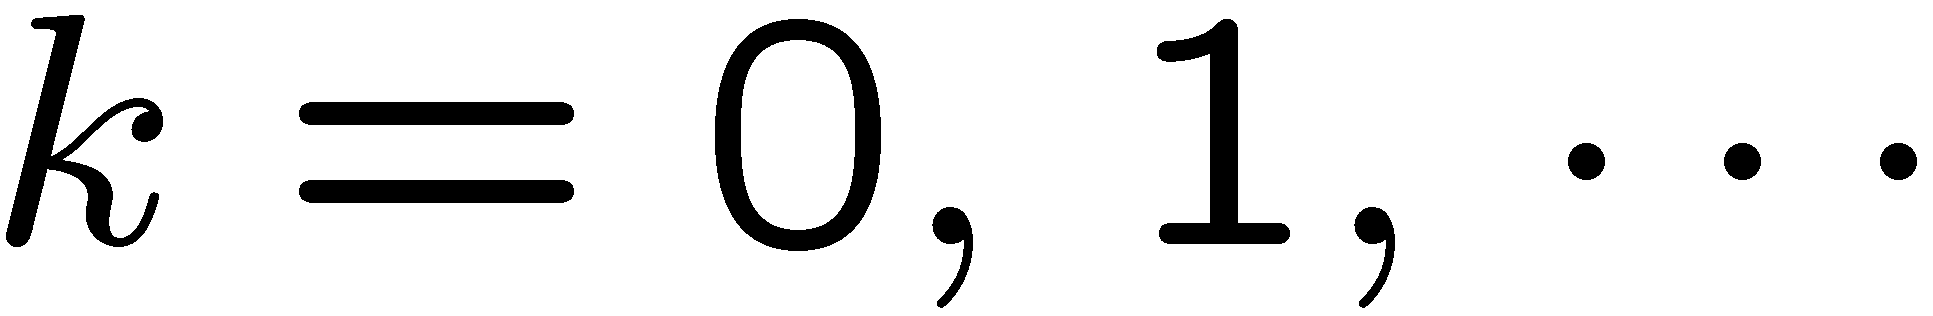 k = 0, 1, ⋯